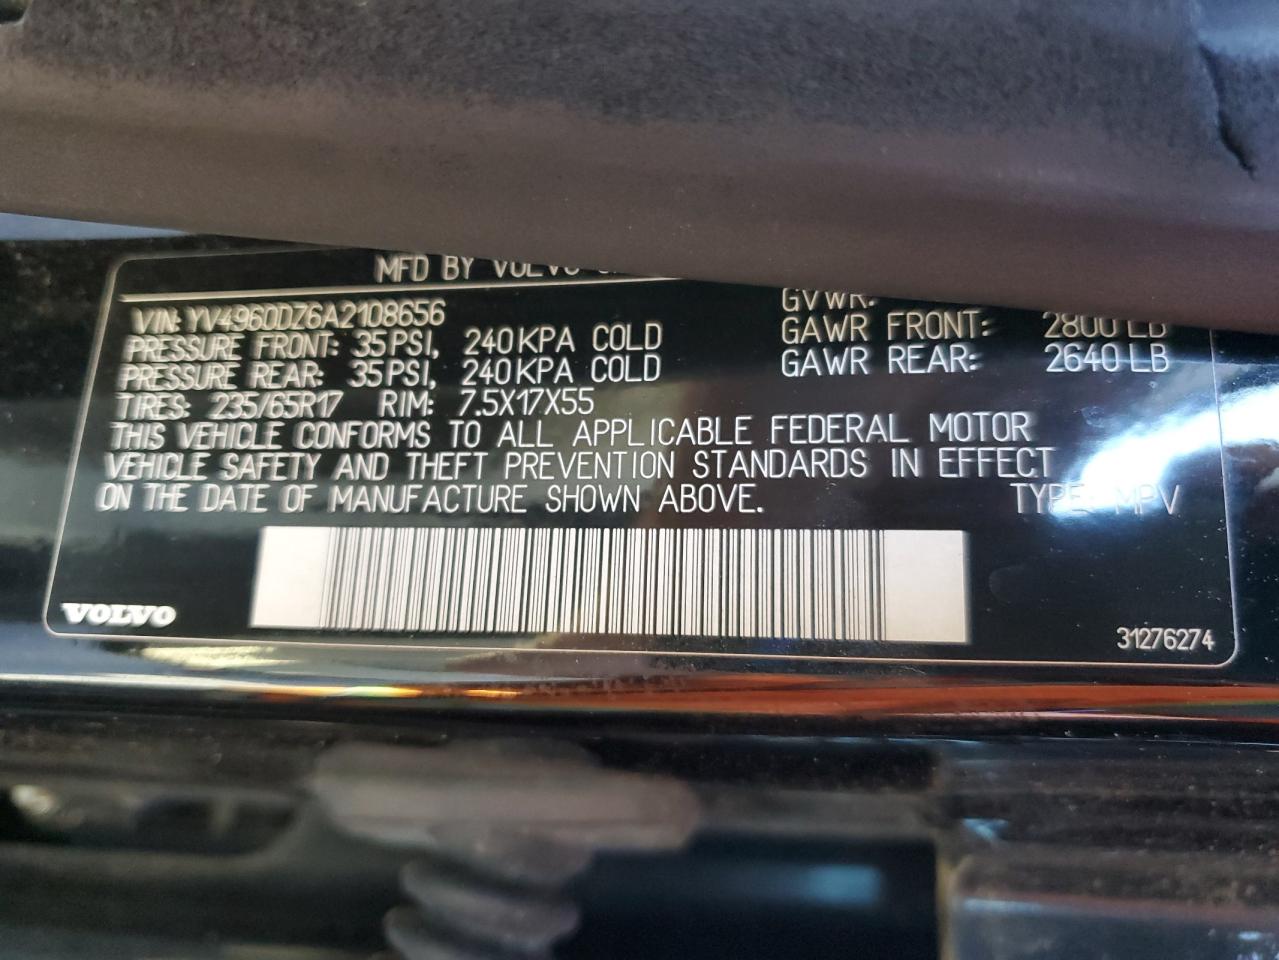 MFD BY VOLVO
VIN: YV4960DZ6A2108656
GVWR:
PRESSURE FRONT: 35 PSI, 240 KPA COLD GAWR FRONT: 2800 LB
PRESSURE REAR: 35 PSI, 240 KPA COLD GAWR REAR: 2640 LB
TIRES: 235/65R17 RIM: 7.5X17X55
THIS VEHICLE CONFORMS TO ALL APPLICABLE FEDERAL MOTOR
VEHICLE SAFETY AND THEFT PREVENTION STANDARDS IN EFFECT
ON THE DATE OF MANUFACTURE SHOWN ABOVE. TYPE: MPV
VOLVO
31276274